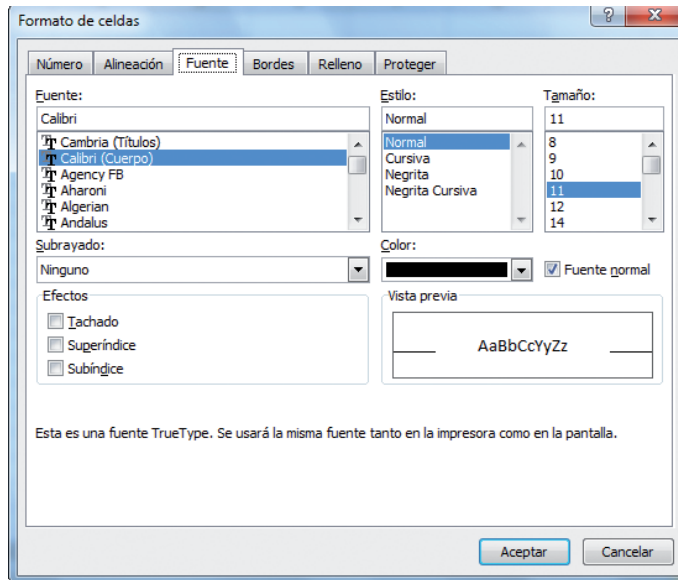 Formato de celdas
Número Alineación Fuente Bordes Relleno Proteger
Fuente: Estilo: Tamaño:
Calibri Normal 11
Cambria (Títulos) Normal 8
Calibri (Cuerpo) Cursiva 9
Agency FB Negrita 10
Aharoni Negrita Cursiva 11
Algerian 12
Andalus 14
Subrayado: Color:
Ninguno Fuente normal
Efectos Vista previa
Tachado
Superíndice AaBbCcYyZz
Subíndice
Esta es una fuente TrueType. Se usará la misma fuente tanto en la impresora como en la pantalla.
Aceptar Cancelar